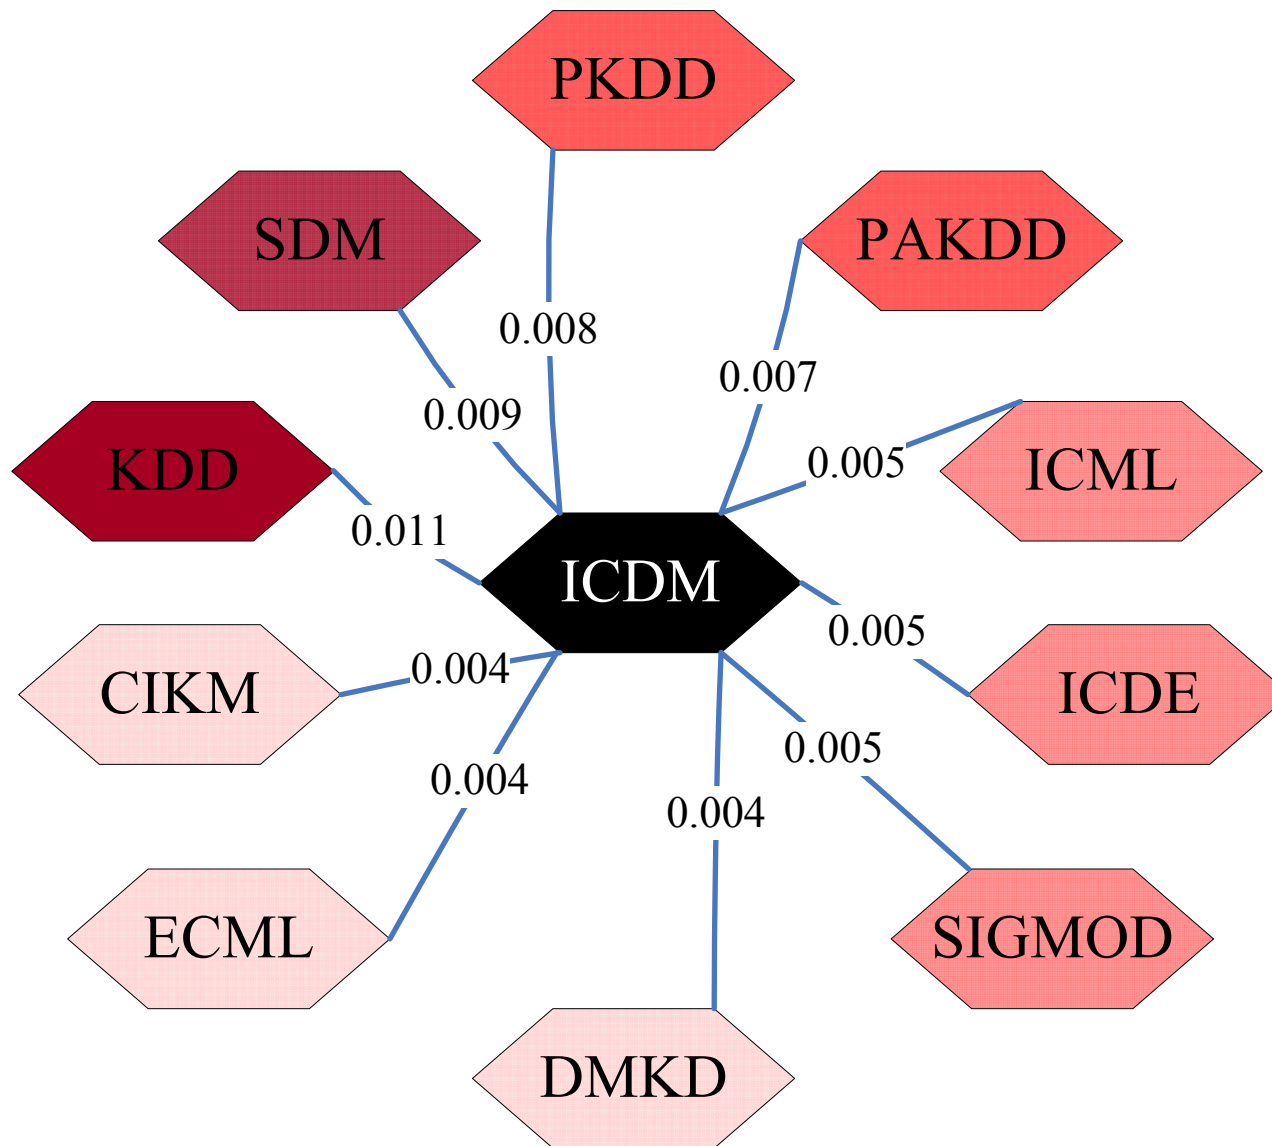 PKDD
SDM
PAKDD
0.008
0.007
0.009
KDD
0.005
ICML
0.011
ICDM
0.005
CIKM
0.004
ICDE
0.005
0.004
0.004
ECML
SIGMOD
DMKD